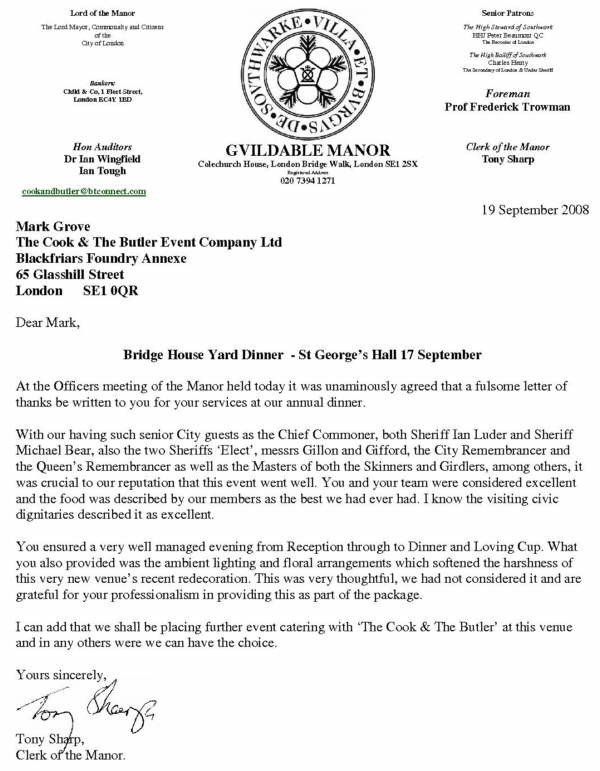 Lord of the Manor
The Lord Mayor, Commonalty and Citizens
of the
City of London
Bankers:
Child & Co, 1 Fleet Street,
London EC4Y 1BD
Hon Auditors
Dr Ian Wingfield
Ian Tough
cookandbutler@btconnect.com
DE•SOVTHWARKE•VILLA•ET•BVRGVS•
GVILDABLE MANOR
Colechurch House, London Bridge Walk, London SE1 2SX
Registered Address
020 7394 1271
Senior Patrons
The High Steward of Southwark
HHJ Peter Beaumont QC
The Recorder of London
The High Bailiff of Southwark
Charles Henty
The Secondary of London & Under Sheriff
Foreman
Prof Frederick Trowman
Clerk of the Manor
Tony Sharp
19 September 2008
Mark Grove
The Cook & The Butler Event Company Ltd
Blackfriars Foundry Annexe
65 Glasshill Street
London SE1 0QR
Dear Mark,
Bridge House Yard Dinner - St George's Hall 17 September
At the Officers meeting of the Manor held today it was unaminously agreed that a fulsome letter of
thanks be written to you for your services at our annual dinner.
With our having such senior City guests as the Chief Commoner, both Sheriff Ian Luder and Sheriff
Michael Bear, also the two Sheriffs 'Elect', messrs Gillon and Gifford, the City Remembrancer and
the Queen's Remembrancer as well as the Masters of both the Skinners and Girdlers, among others, it
was crucial to our reputation that this event went well. You and your team were considered excellent
and the food was described by our members as the best we had ever had. I know the visiting civic
dignitaries described it as excellent.
You ensured a very well managed evening from Reception through to Dinner and Loving Cup. What
you also provided was the ambient lighting and floral arrangements which softened the harshness of
this very new venue's recent redecoration. This was very thoughtful, we had not considered it and are
grateful for your professionalism in providing this as part of the package.
I can add that we shall be placing further event catering with 'The Cook & The Butler' at this venue
and in any others were we can have the choice.
Yours sincerely,
Tony Sharp
Tony Sharp,
Clerk of the Manor.